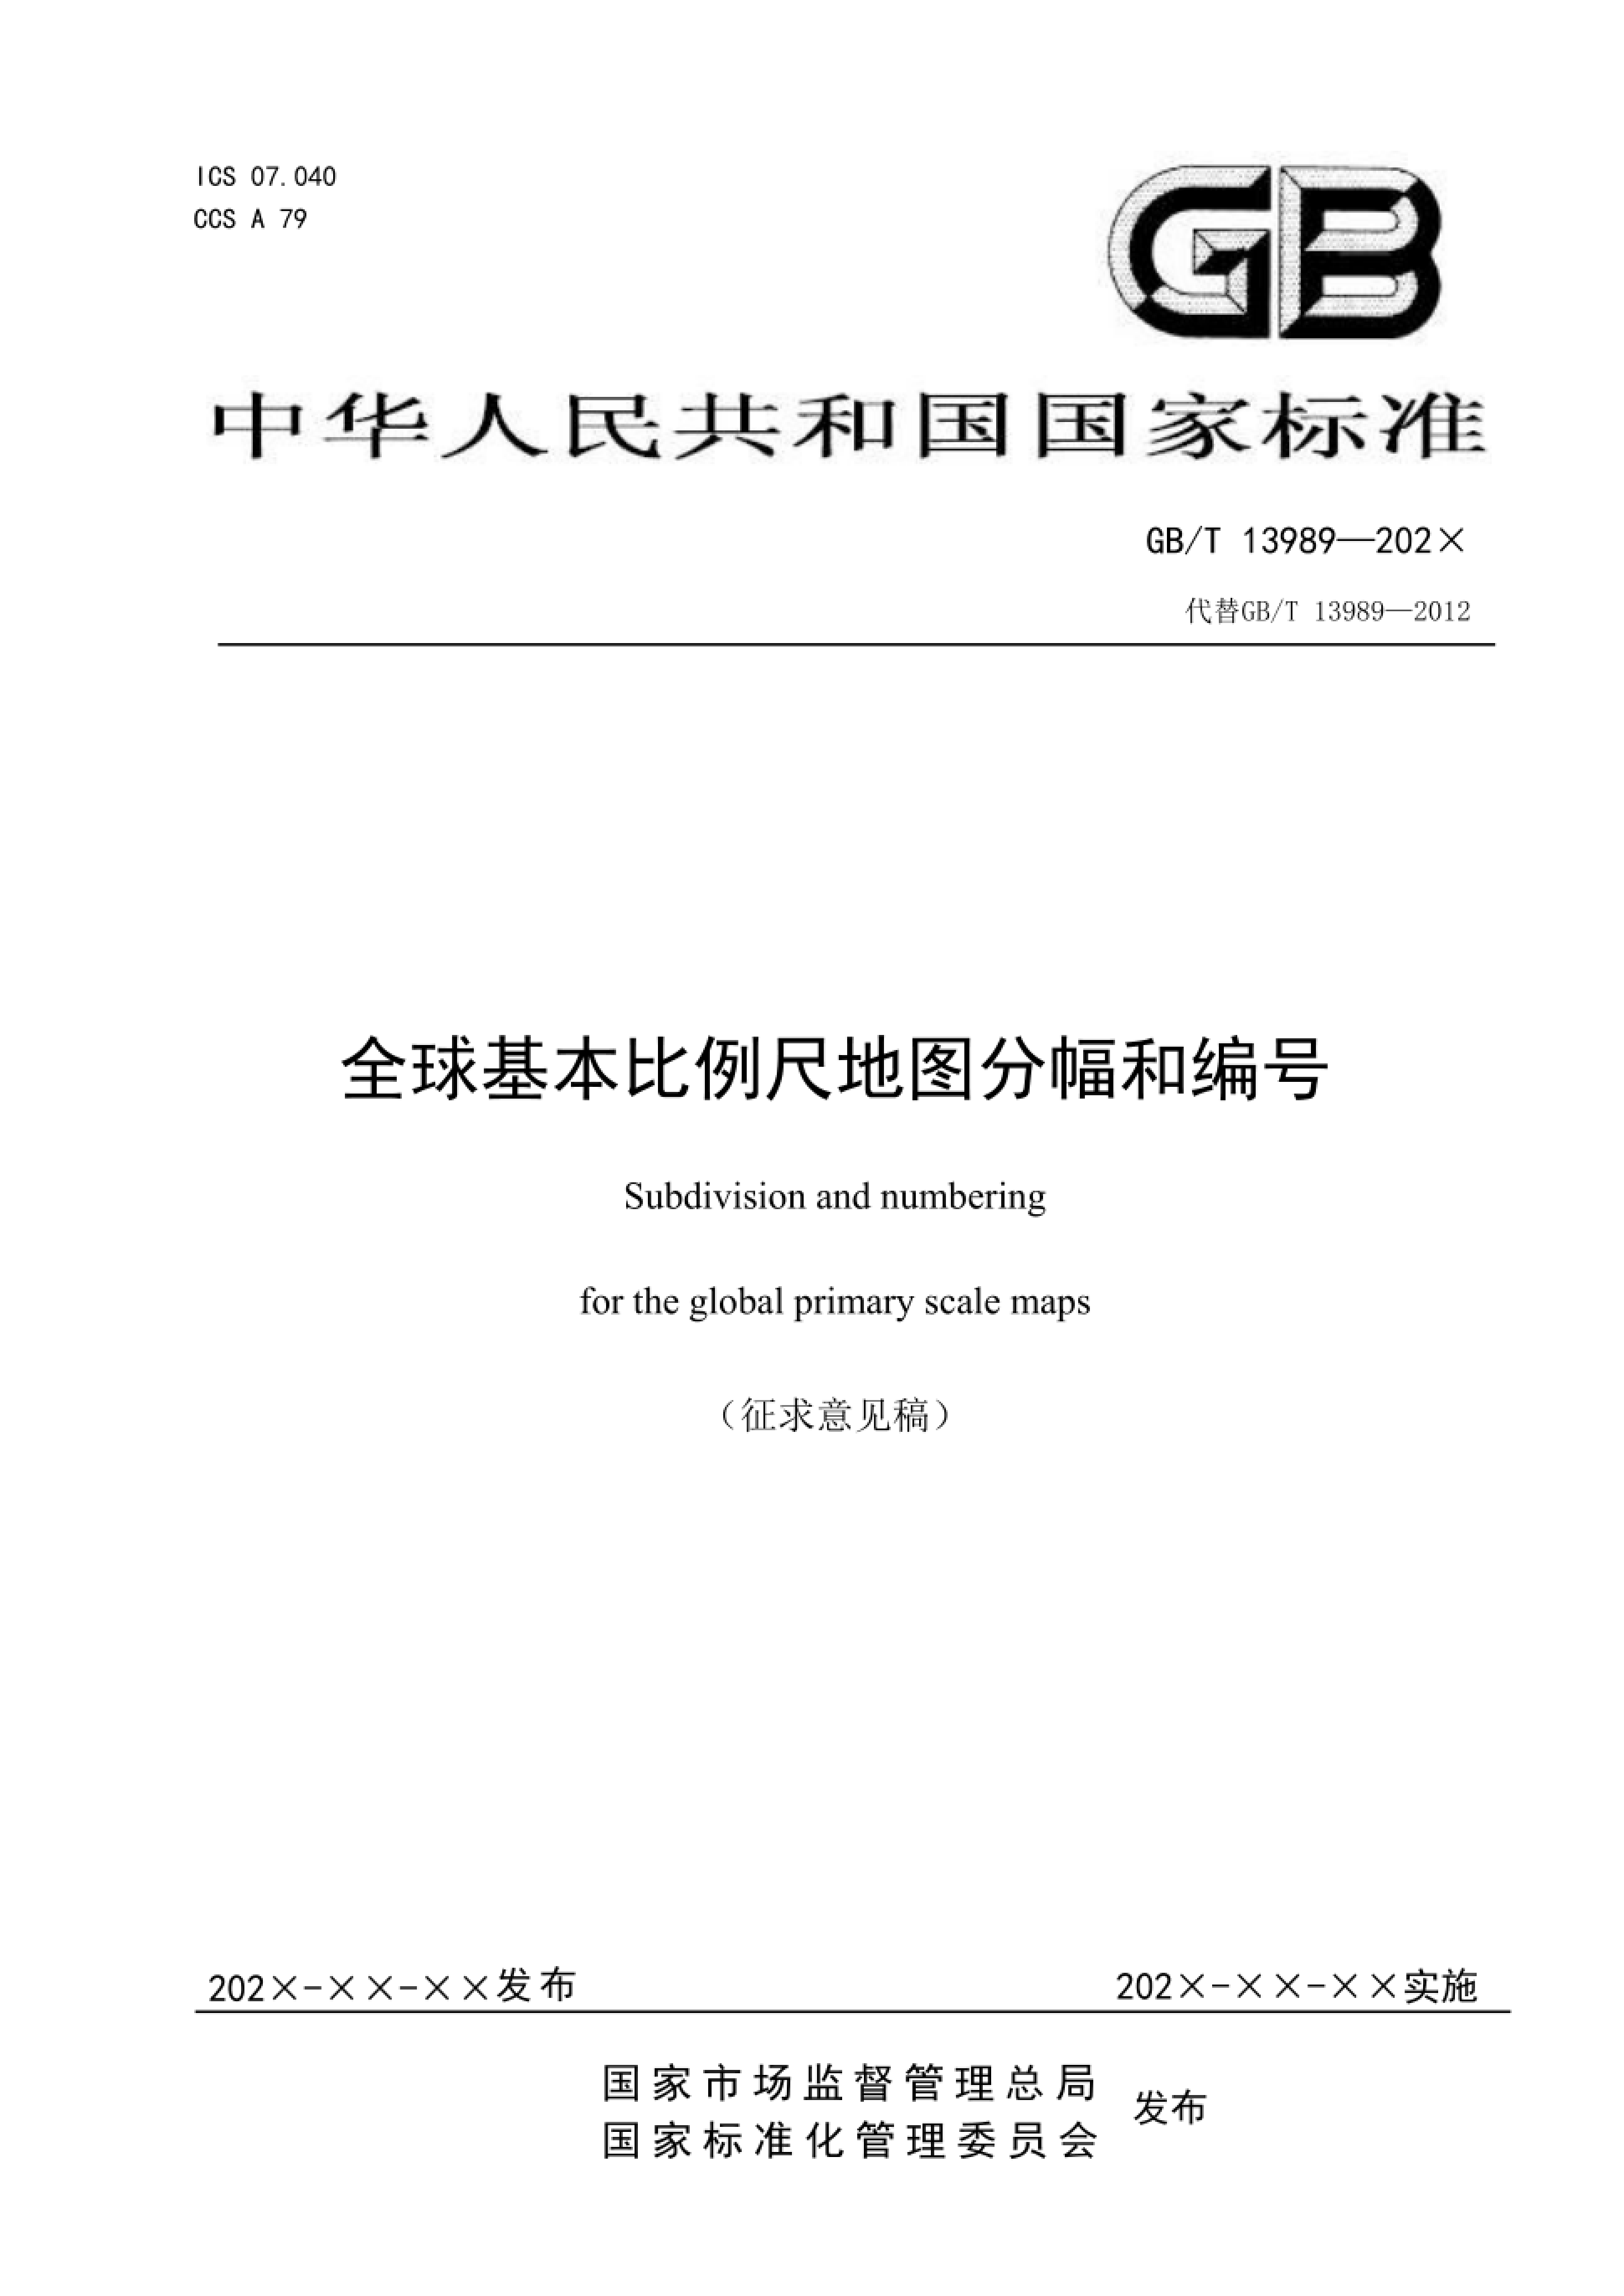 ICS 07.040
CCS A 79
GB
中华人民共和国国家标准
GB/T 13989—202×
代替GB/T 13989—2012
全球基本比例尺地图分幅和编号
Subdivision and numbering
for the global primary scale maps
（征求意见稿）
202×-××-××发布
202×-××-××实施
国家市场监督管理总局
国家标准化管理委员会
发布